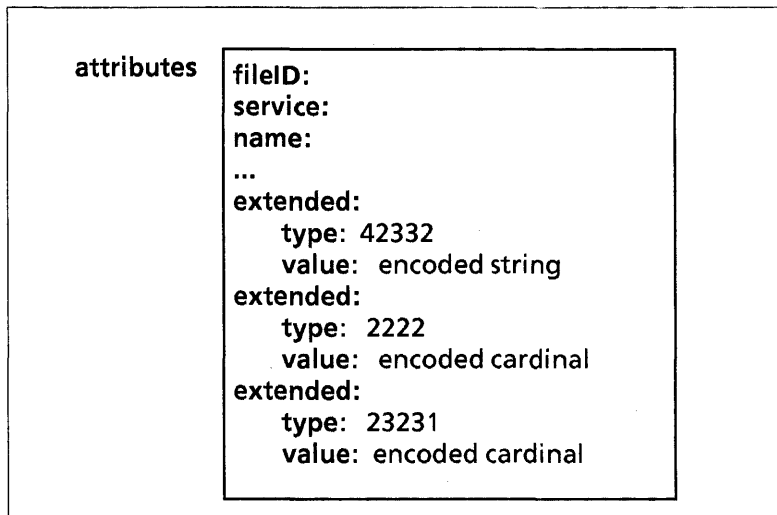 attributes
fileID:
service:
name:
...
extended:
type: 42332
value: encoded string
extended:
type: 2222
value: encoded cardinal
extended:
type: 23231
value: encoded cardinal